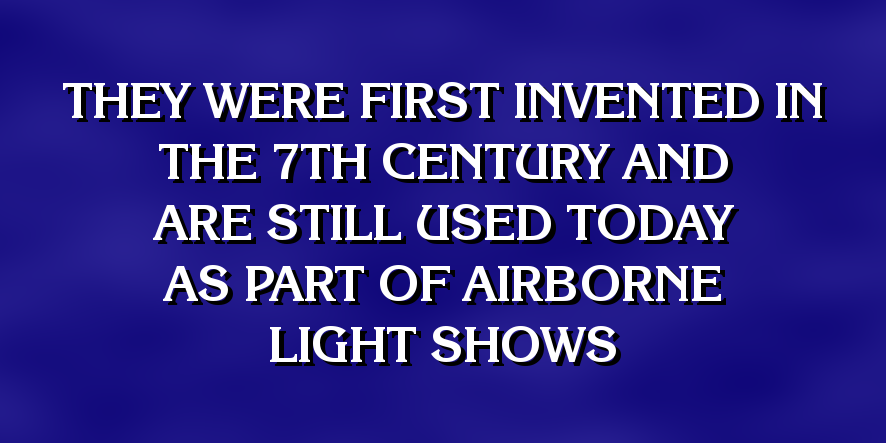 THEY WERE FIRST INVENTED IN
THE 7TH CENTURY AND
ARE STILL USED TODAY
AS PART OF AIRBORNE
LIGHT SHOWS